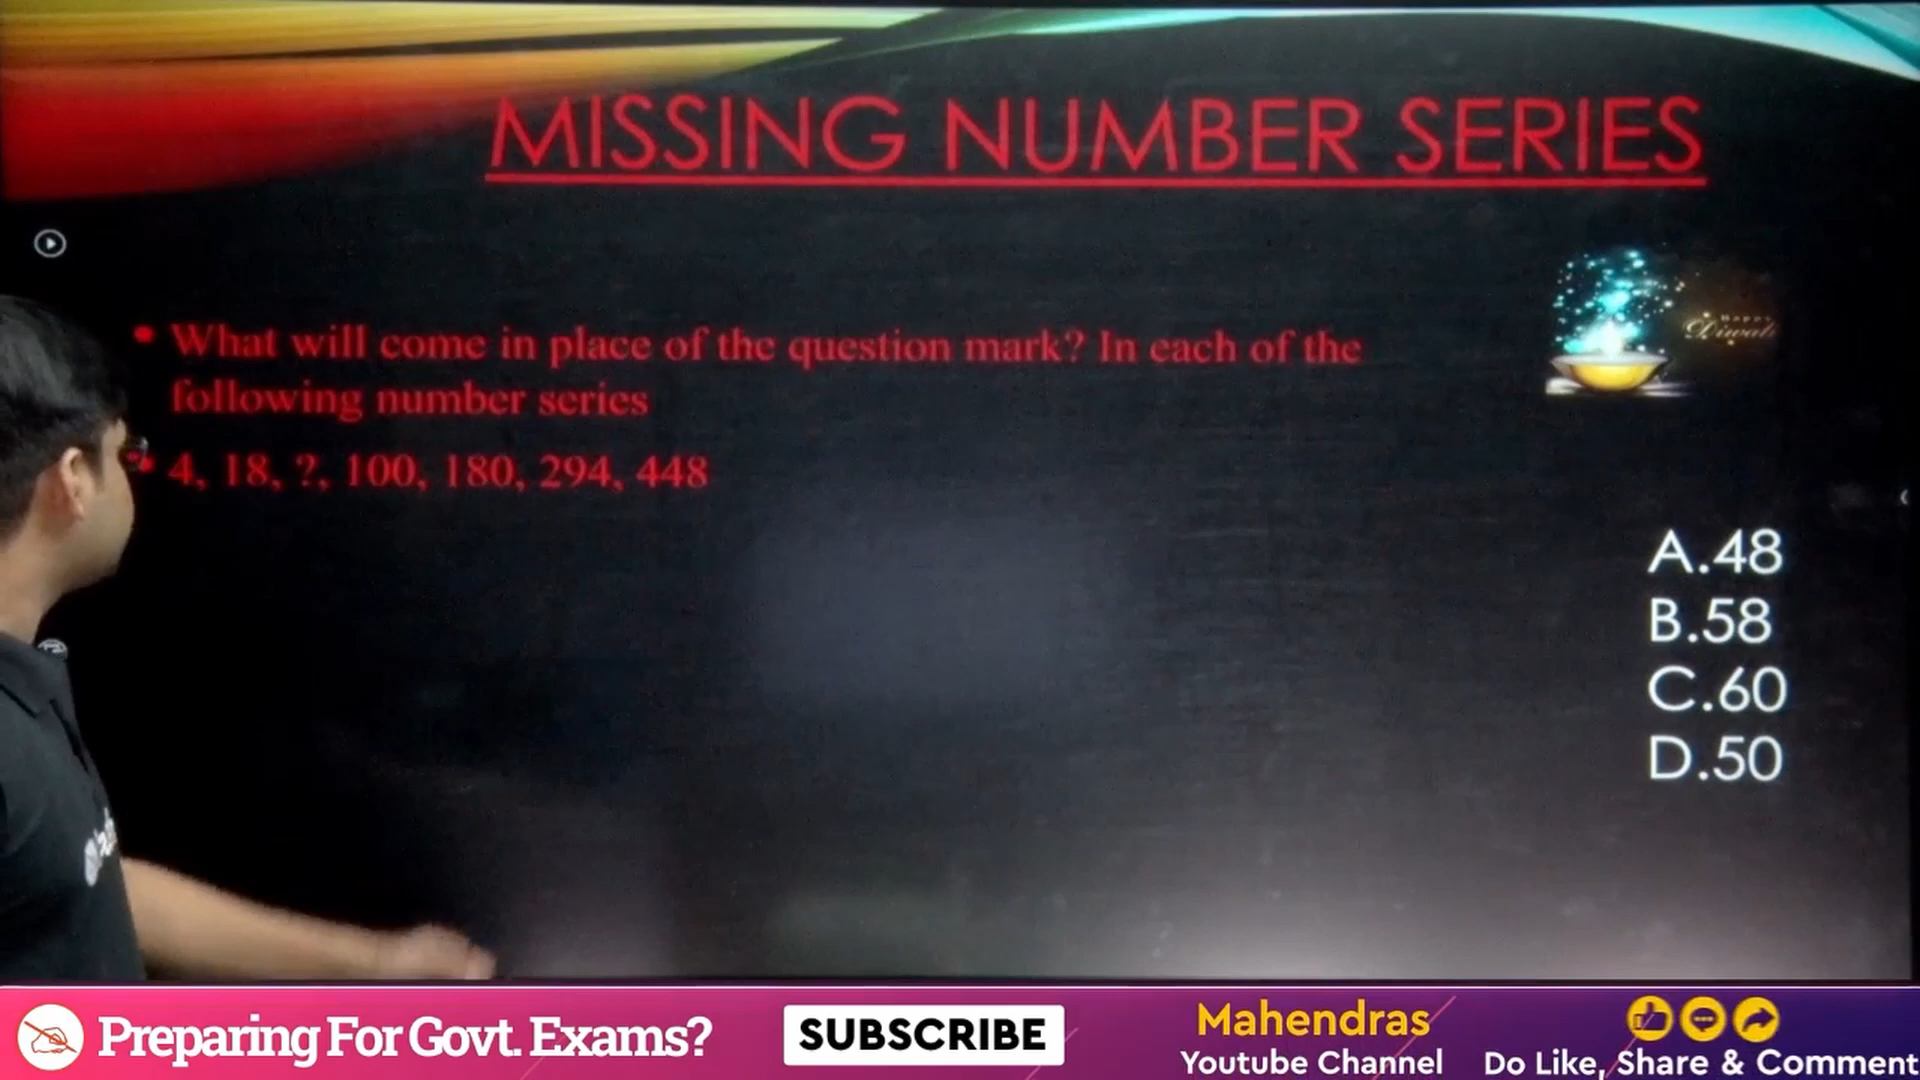 MISSING NUMBER SERIES
Happy
Diwali
• What will come in place of the question mark? In each of the
following number series
• 4, 18, ?, 100, 180, 294, 448
A.48
B.58
C.60
D.50
Preparing For Govt. Exams?
SUBSCRIBE
Mahendras
Youtube Channel
Do Like, Share & Comment